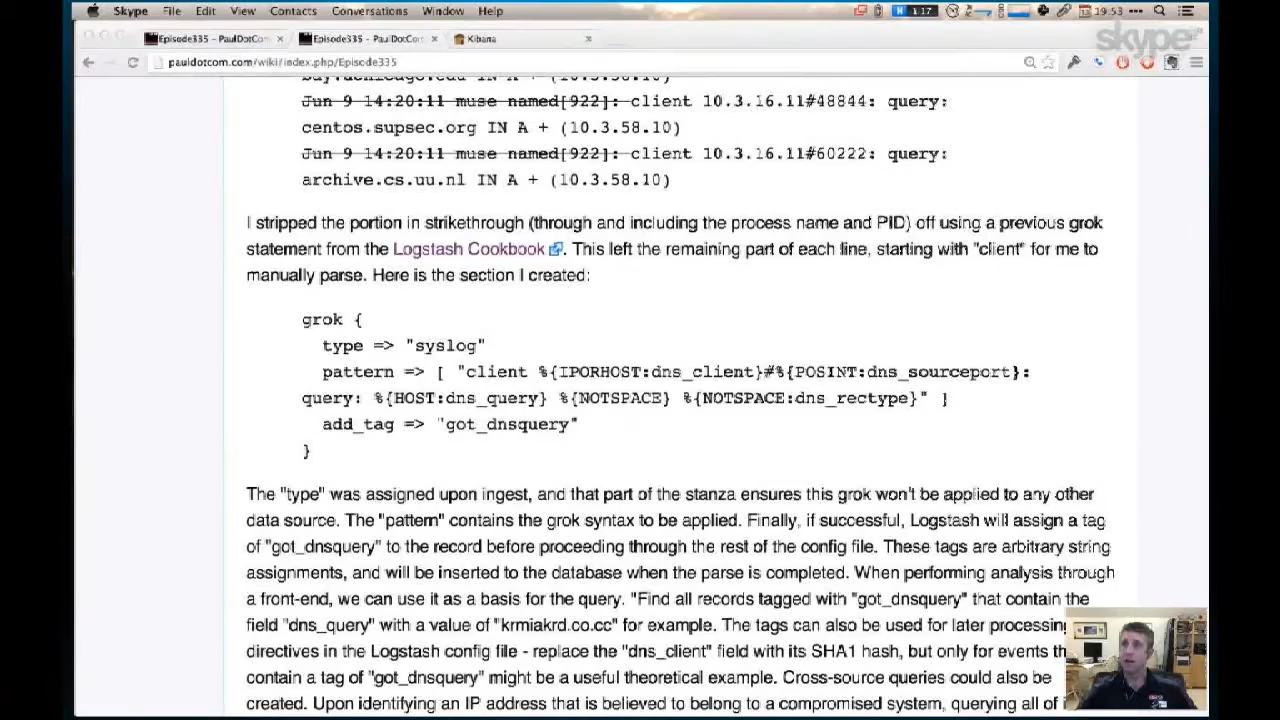 Skype File Edit View Contacts Conversations Window Help 1:17 19:53
Episode335 - PaulDotCom Episode335 - PaulDotCom Kibana
skype
pauldotcom.com/wiki/index.php/Episode335
Jun 9 14:20:11 muse named[922]: client 10.3.16.11#48844: query:
centos.supsec.org IN A + (10.3.58.10)
Jun 9 14:20:11 muse named[922]: client 10.3.16.11#60222: query:
archive.cs.uu.nl IN A + (10.3.58.10)
I stripped the portion in strikethrough (through and including the process name and PID) off using a previous grok
statement from the Logstash Cookbook. This left the remaining part of each line, starting with "client" for me to
manually parse. Here is the section I created:
grok {
type => "syslog"
pattern => [ "client %{IPORHOST:dns_client}#%{POSINT:dns_sourceport}:
query: %{HOST:dns_query} %{NOTSPACE} %{NOTSPACE:dns_rectype}" ]
add_tag => "got_dnsquery"
}
The "type" was assigned upon ingest, and that part of the stanza ensures this grok won't be applied to any other
data source. The "pattern" contains the grok syntax to be applied. Finally, if successful, Logstash will assign a tag
of "got_dnsquery" to the record before proceeding through the rest of the config file. These tags are arbitrary string
assignments, and will be inserted to the database when the parse is completed. When performing analysis through
a front-end, we can use it as a basis for the query. "Find all records tagged with "got_dnsquery" that contain the
field "dns_query" with a value of "krmiakrd.co.cc" for example. The tags can also be used for later processing
directives in the Logstash config file - replace the "dns_client" field with its SHA1 hash, but only for events th
contain a tag of "got_dnsquery" might be a useful theoretical example. Cross-source queries could also be
created. Upon identifying an IP address that is believed to belong to a compromised system, querying all of